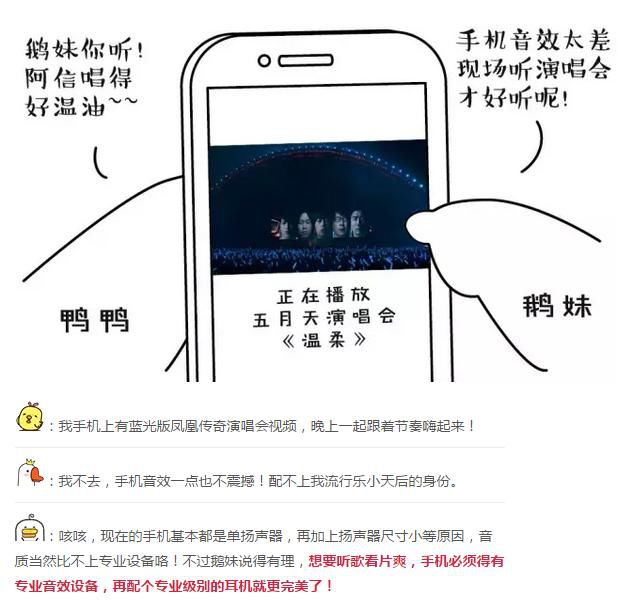 鹅妹你听！
阿信唱得
好温油~~
手机音效太差
现场听演唱会
才好听呢！
正在播放
五月天演唱会
《温柔》
鸭鸭
鹅妹
：我手机上有蓝光版凤凰传奇演唱会视频，晚上一起跟着节奏嗨起来！
：我不去，手机音效一点也不震撼！配不上我流行乐小天后的身份。
：咳咳，现在的手机基本都是单扬声器，再加上扬声器尺寸小等原因，音
质当然比不上专业设备咯！不过鹅妹说得有理，想要听歌看片爽，手机必须得有
专业音效设备，再配个专业级别的耳机就更完美了！